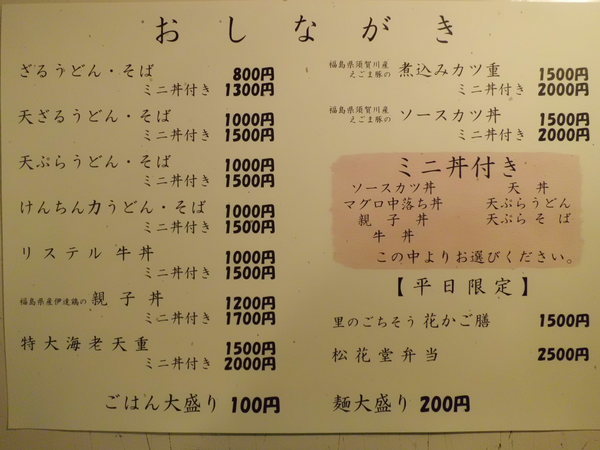 おしながき
ざるうどん・そば 800円
ミニ丼付き 1300円
天ざるうどん・そば 1000円
ミニ丼付き 1500円
天ぷらうどん・そば 1000円
ミニ丼付き 1500円
けんちん力うどん・そば 1000円
ミニ丼付き 1500円
リステル牛丼 1000円
ミニ丼付き 1500円
福島県産伊達鶏の 親子丼 1200円
ミニ丼付き 1700円
特大海老天重 1500円
ミニ丼付き 2000円
ごはん大盛り 100円
福島県須賀川産
えごま豚の 煮込みカツ重 1500円
ミニ丼付き 2000円
福島県須賀川産
えごま豚の ソースカツ丼 1500円
ミニ丼付き 2000円
ミニ丼付き
ソースカツ丼 天丼
マグロ中落ち丼 天ぷらうどん
親子丼 天ぷらそば
牛丼
この中よりお選びください。
【平日限定】
里のごちそう 花かご膳 1500円
松花堂弁当 2500円
麺大盛り 200円